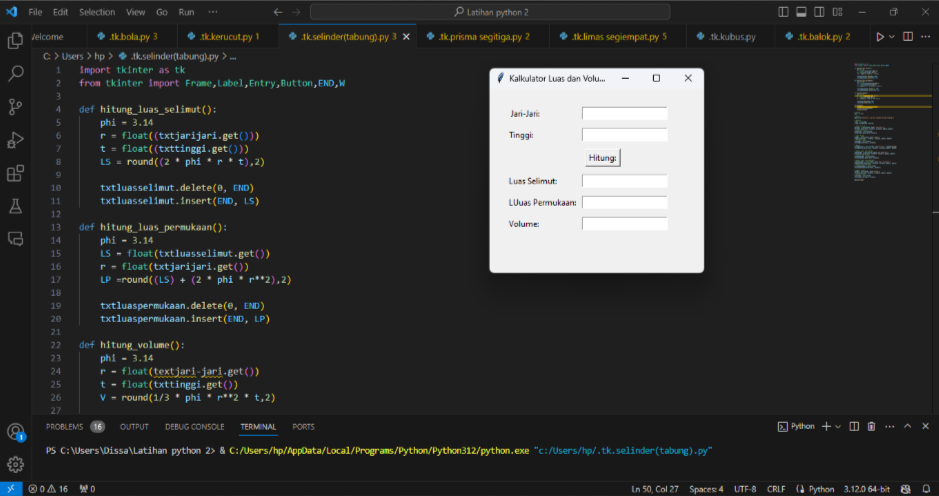 File Edit Selection View Go Run ··· Latihan python 2
Welcome .tk.bola.py 3 .tk.kerucut.py 1 .tk.selinder(tabung).py 3 .tk.prisma segitiga.py 2 .tk.limas segiempat.py 5 .tk.kubus.py .tk.balok.py 2
C: > Users > hp > .tk.selinder(tabung).py > ...
1 import tkinter as tk
2 from tkinter import Frame,Label,Entry,Button,END,W
3
4 def hitung_luas_selimut():
5 phi = 3.14
6 r = float((txtjarijari.get()))
7 t = float((txttinggi.get()))
8 LS = round((2 * phi * r * t),2)
9
10 txtluasselimut.delete(0, END)
11 txtluasselimut.insert(END, LS)
12
13 def hitung_luas_permukaan():
14 phi = 3.14
15 LS = float(txtluasselimut.get())
16 r = float(txtjarijari.get())
17 LP =round((LS) + (2 * phi * r**2),2)
18
19 txtluaspermukaan.delete(0, END)
20 txtluaspermukaan.insert(END, LP)
21
22 def hitung_volume():
23 phi = 3.14
24 r = float(textjari-jari.get())
25 t = float(txttinggi.get())
26 V = round(1/3 * phi * r**2 * t,2)
27
Kalkulator Luas dan Volu...
Jari-Jari:
Tinggi:
Hitung:
Luas Selimut:
LUuas Permukaan:
Volume:
PROBLEMS 16 OUTPUT DEBUG CONSOLE TERMINAL PORTS Python
PS C:\Users\Dissa\Latihan python 2> & C:/Users/hp/AppData/Local/Programs/Python/Python312/python.exe "c:/Users/hp/.tk.selinder(tabung).py"
1
0 16 0 Ln 50, Col 27 Spaces: 4 UTF-8 CRLF Python 3.12.0 64-bit